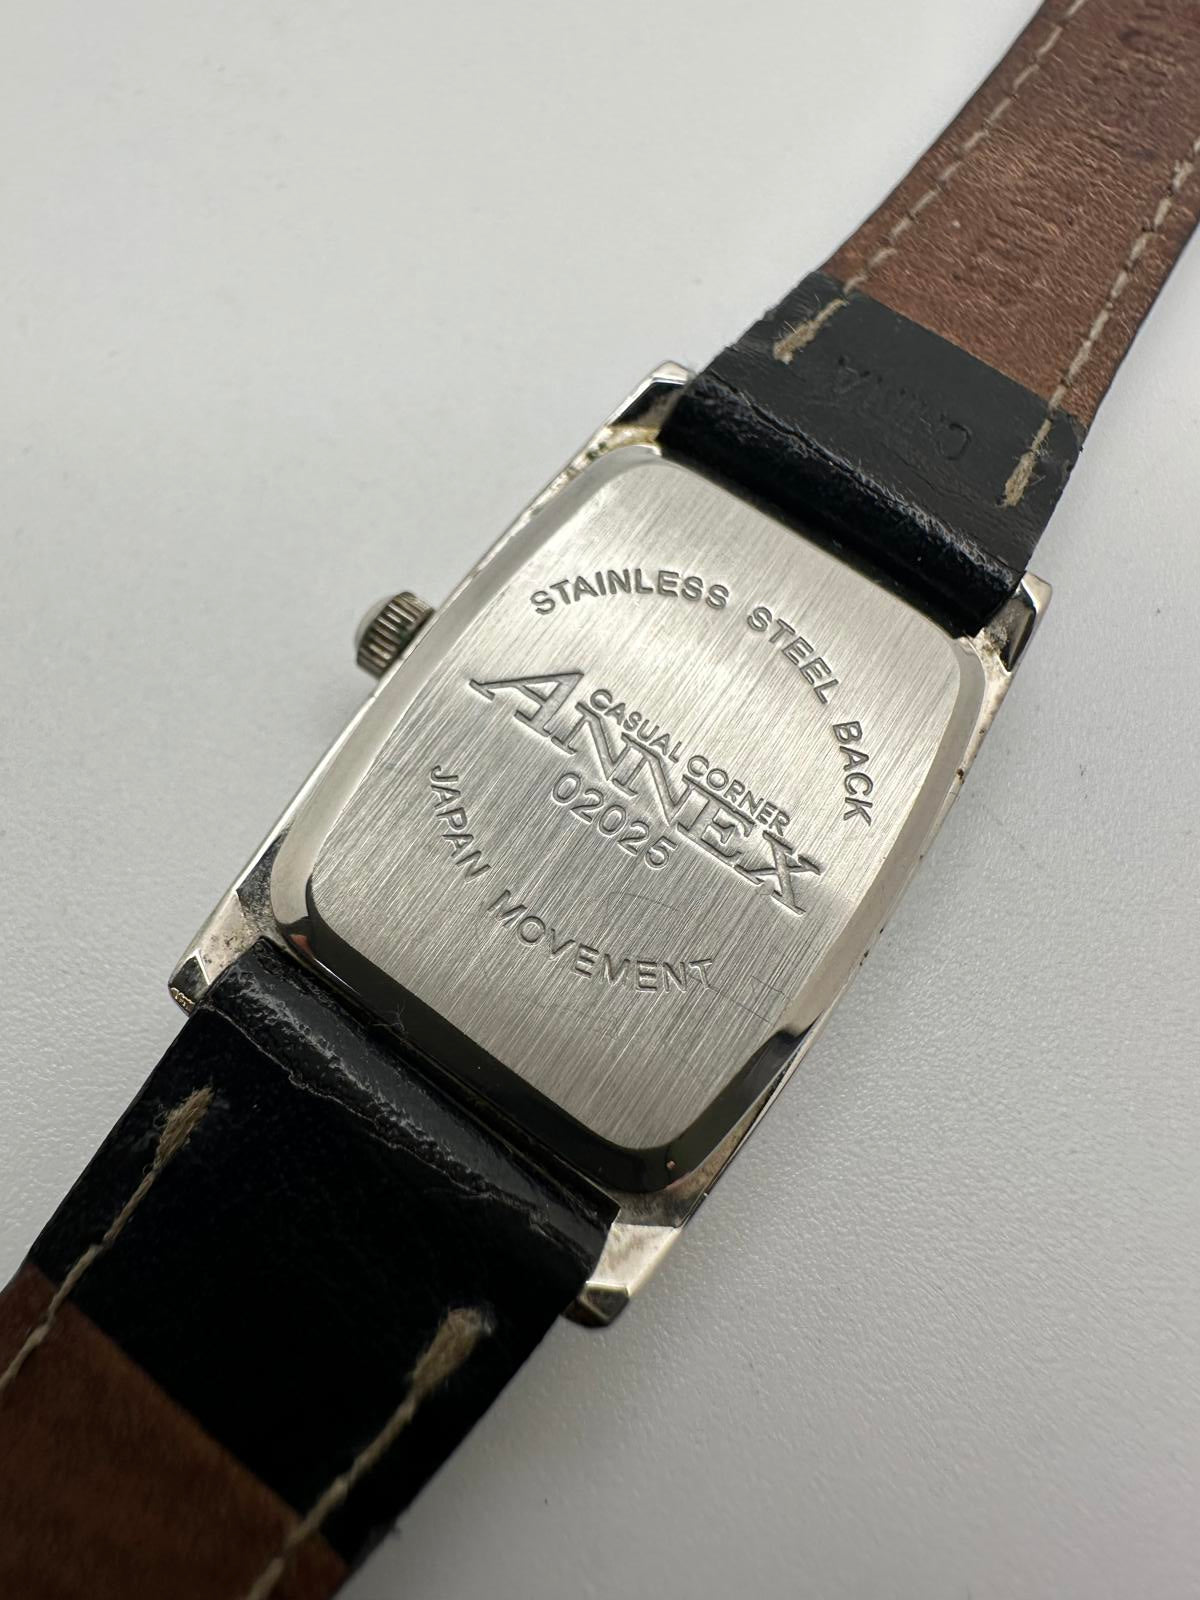 STAINLESS STEEL BACK
CASUAL CORNER
ANNEX
02025
JAPAN MOVEMENT